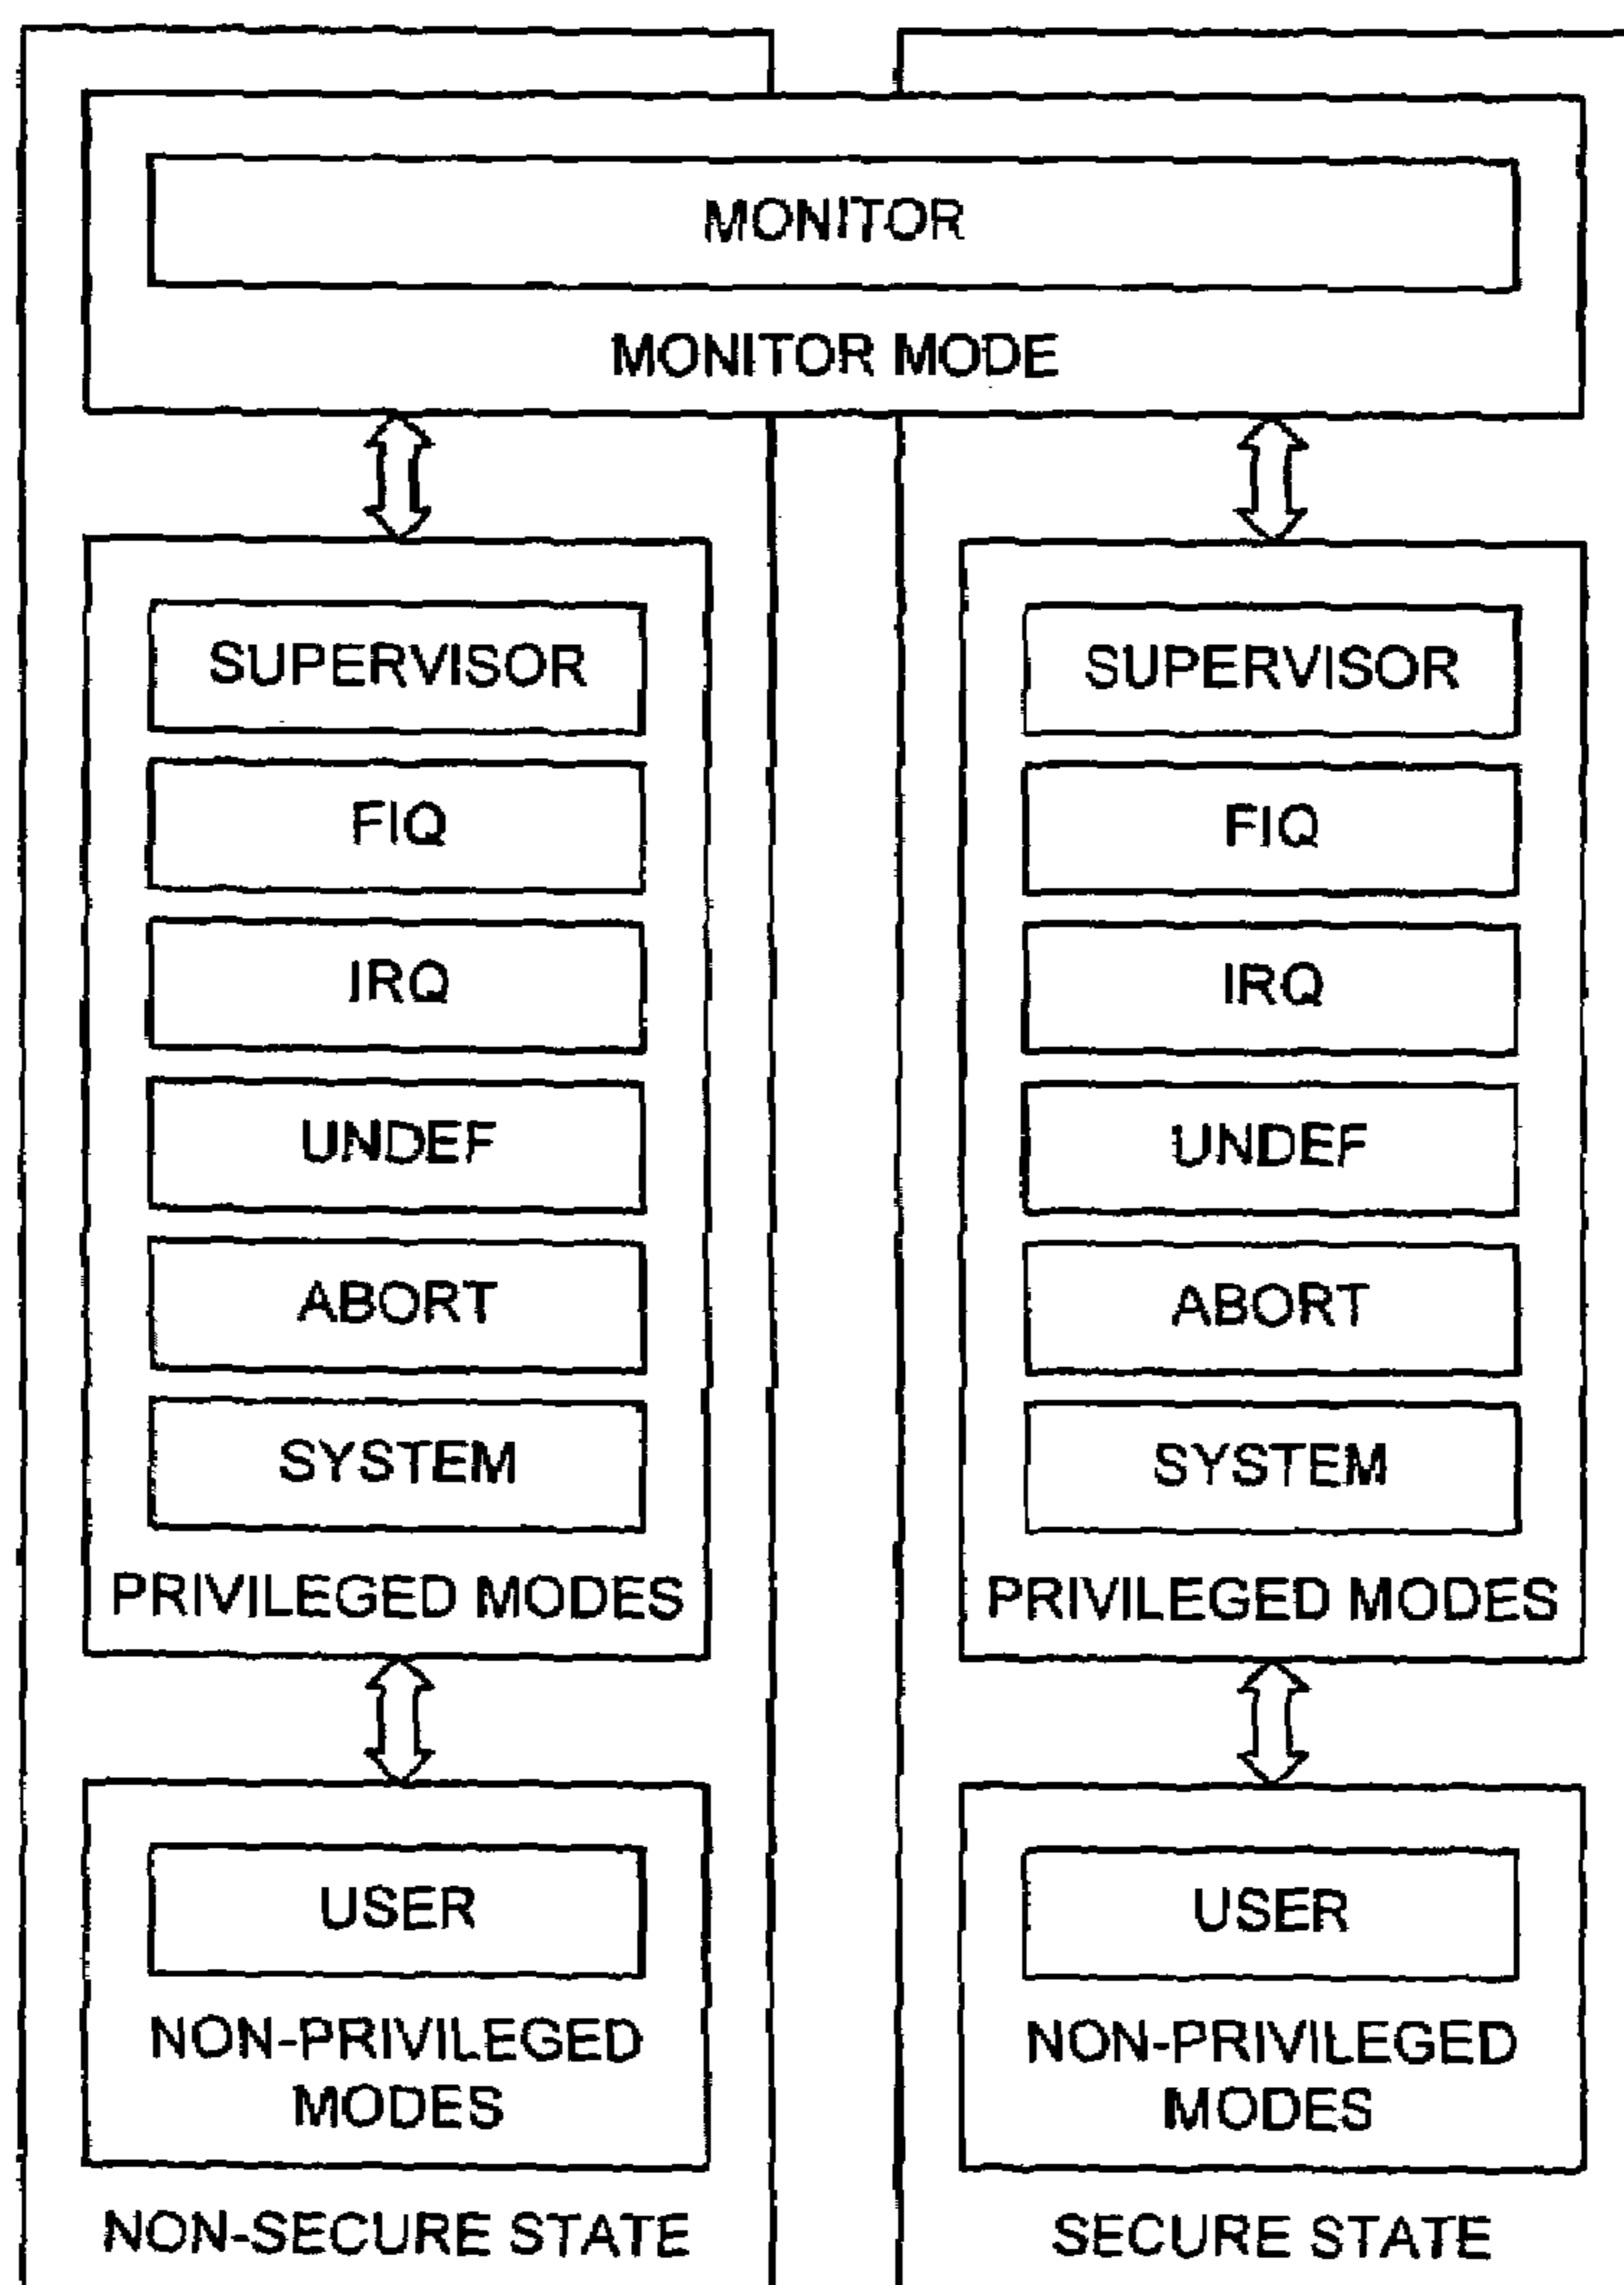 MONITOR
MONITOR MODE
SUPERVISOR
FIQ
IRQ
UNDEF
ABORT
SYSTEM
PRIVILEGED MODES
USER
NON-PRIVILEGED
MODES
NON-SECURE STATE
SUPERVISOR
FIQ
IRQ
UNDEF
ABORT
SYSTEM
PRIVILEGED MODES
USER
NON-PRIVILEGED
MODES
SECURE STATE